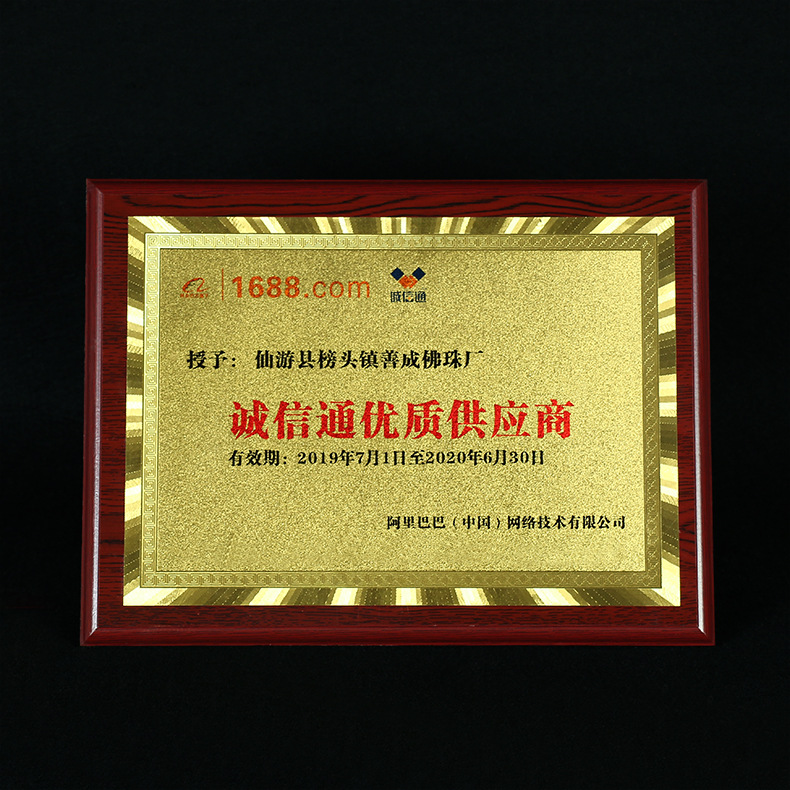 1688.com 诚信通
授予：仙游县榜头镇善成佛珠厂
诚信通优质供应商
有效期：2019年7月1日至2020年6月30日
阿里巴巴（中国）网络技术有限公司